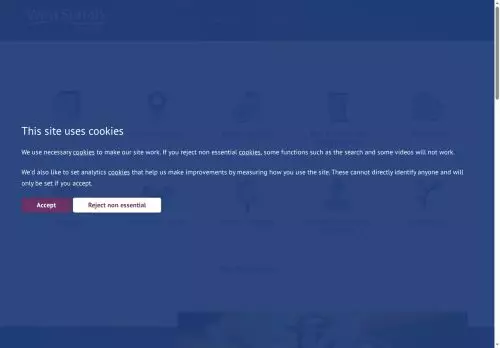 West Suffolk
This site uses cookies
We use necessary cookies to make our site work. If you reject non essential cookies, some functions such as the search and some videos will not work.
We'd also like to set analytics cookies that help us make improvements by measuring how you use the site. These cannot directly identify anyone and will
only be set if you accept.
Accept
Reject non essential